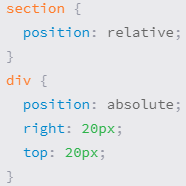 section {
  position: relative;
}
div {
  position: absolute;
  right: 20px;
  top: 20px;
}